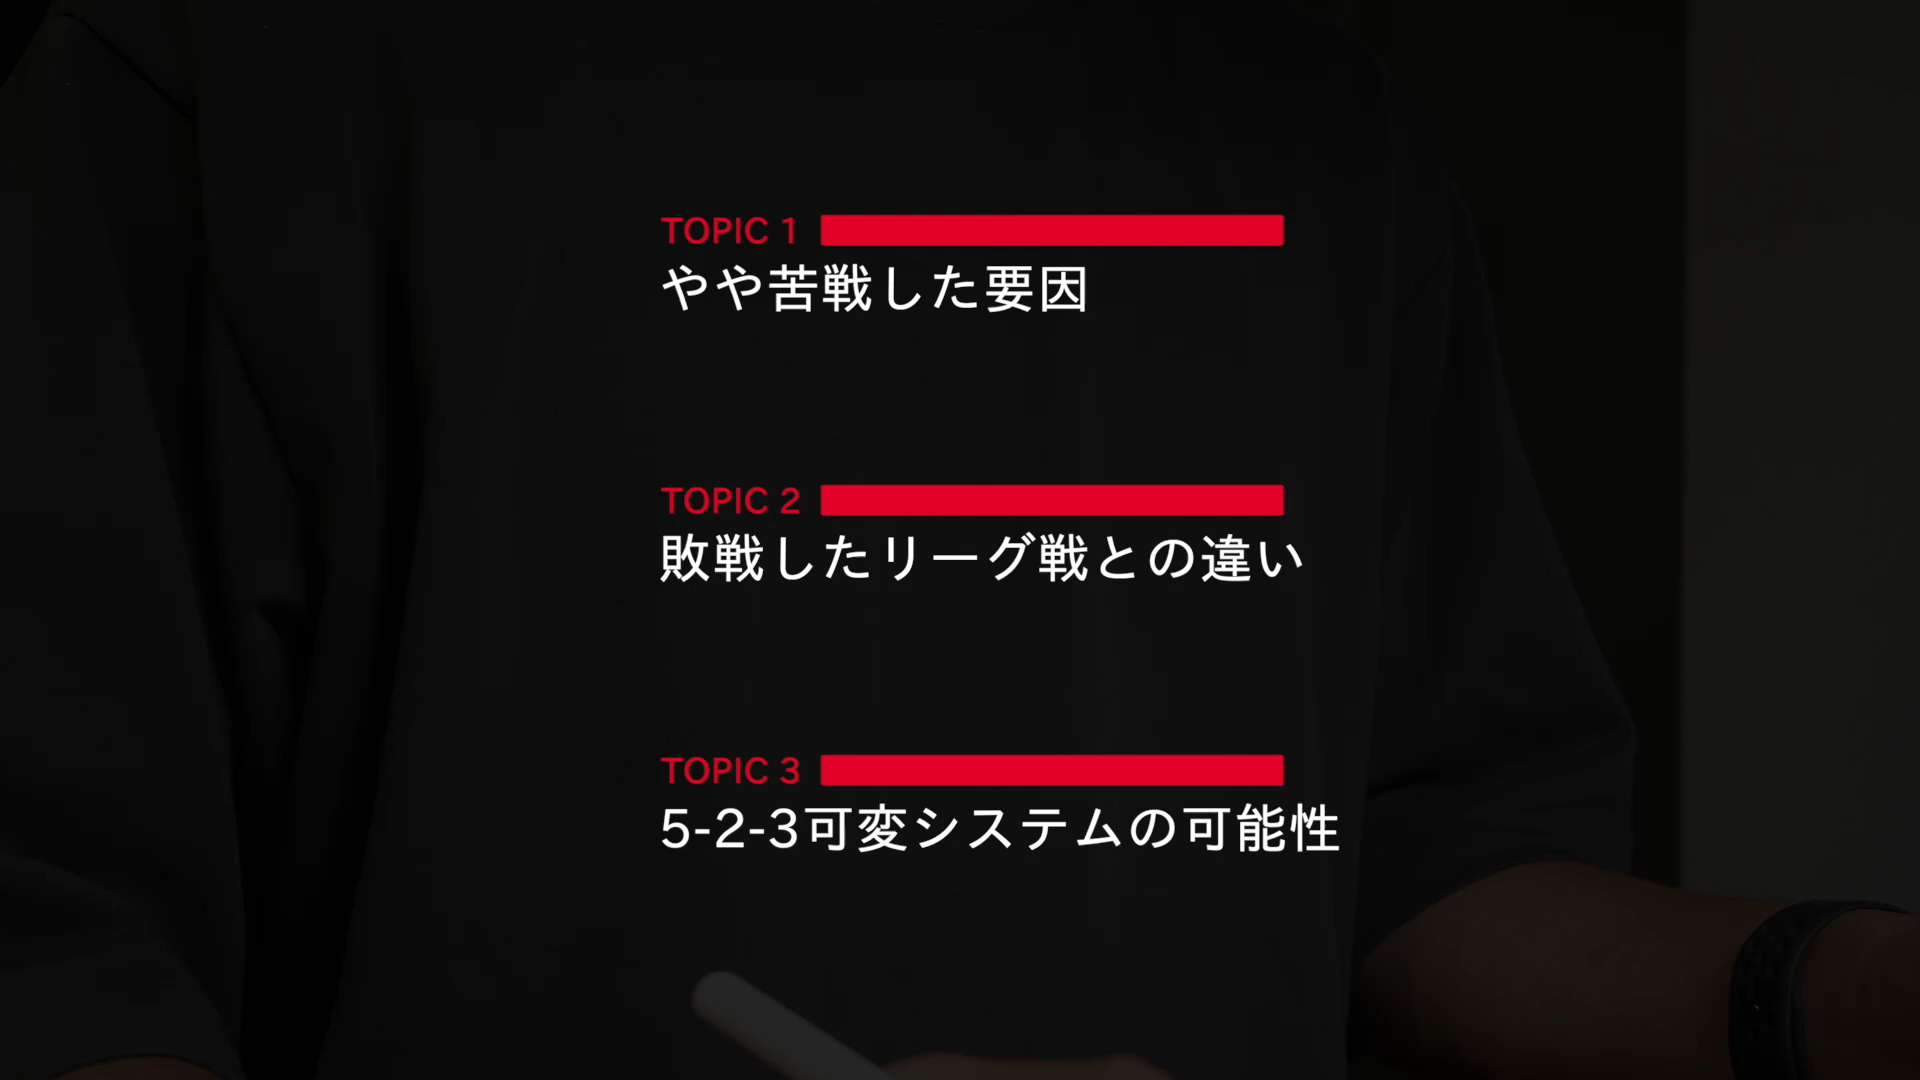 TOPIC 1
やや苦戦した要因
TOPIC 2
敗戦したリーグ戦との違い
TOPIC 3
5-2-3可変システムの可能性